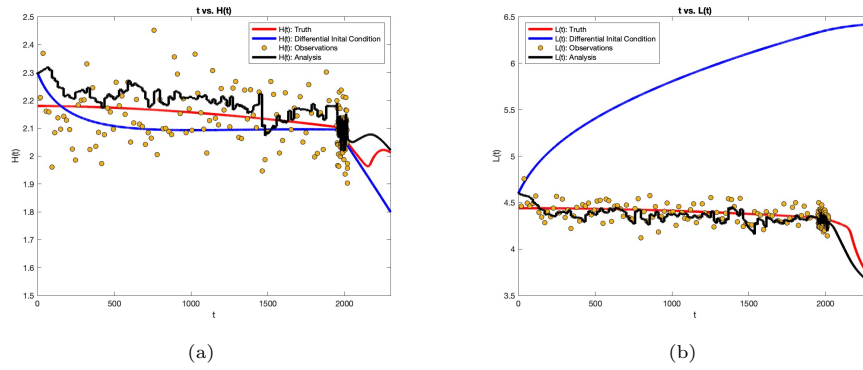 t vs. H(t)
H(t): Truth
H(t): Differential Inital Condition
H(t): Observations
H(t): Analysis
2.5
2.4
2.3
2.2
2.1
2
1.9
1.8
1.7
1.6
1.5
H(t)
0
500
1000
1500
2000
t
(a)
t vs. L(t)
L(t): Truth
L(t): Differential Inital Condition
L(t): Observations
L(t): Analysis
6.5
6
5.5
5
4.5
4
3.5
L(t)
0
500
1000
1500
2000
t
(b)